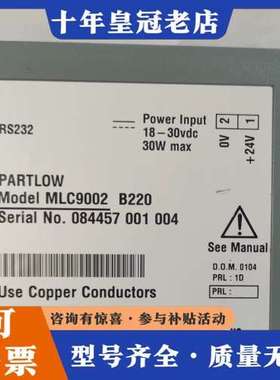 十年皇冠老店
RS232
Power Input
18-30vdc
30W max
0V 2
+24V 1
PARTLOW
Model MLC9002 B220
Serial No. 084457 001 004
See Manual
D.O.M. 0104
PRL: 1D
PRL:
Use Copper Conductors
可
票
咨询有惊喜·参与补贴活动
型号齐全·质量